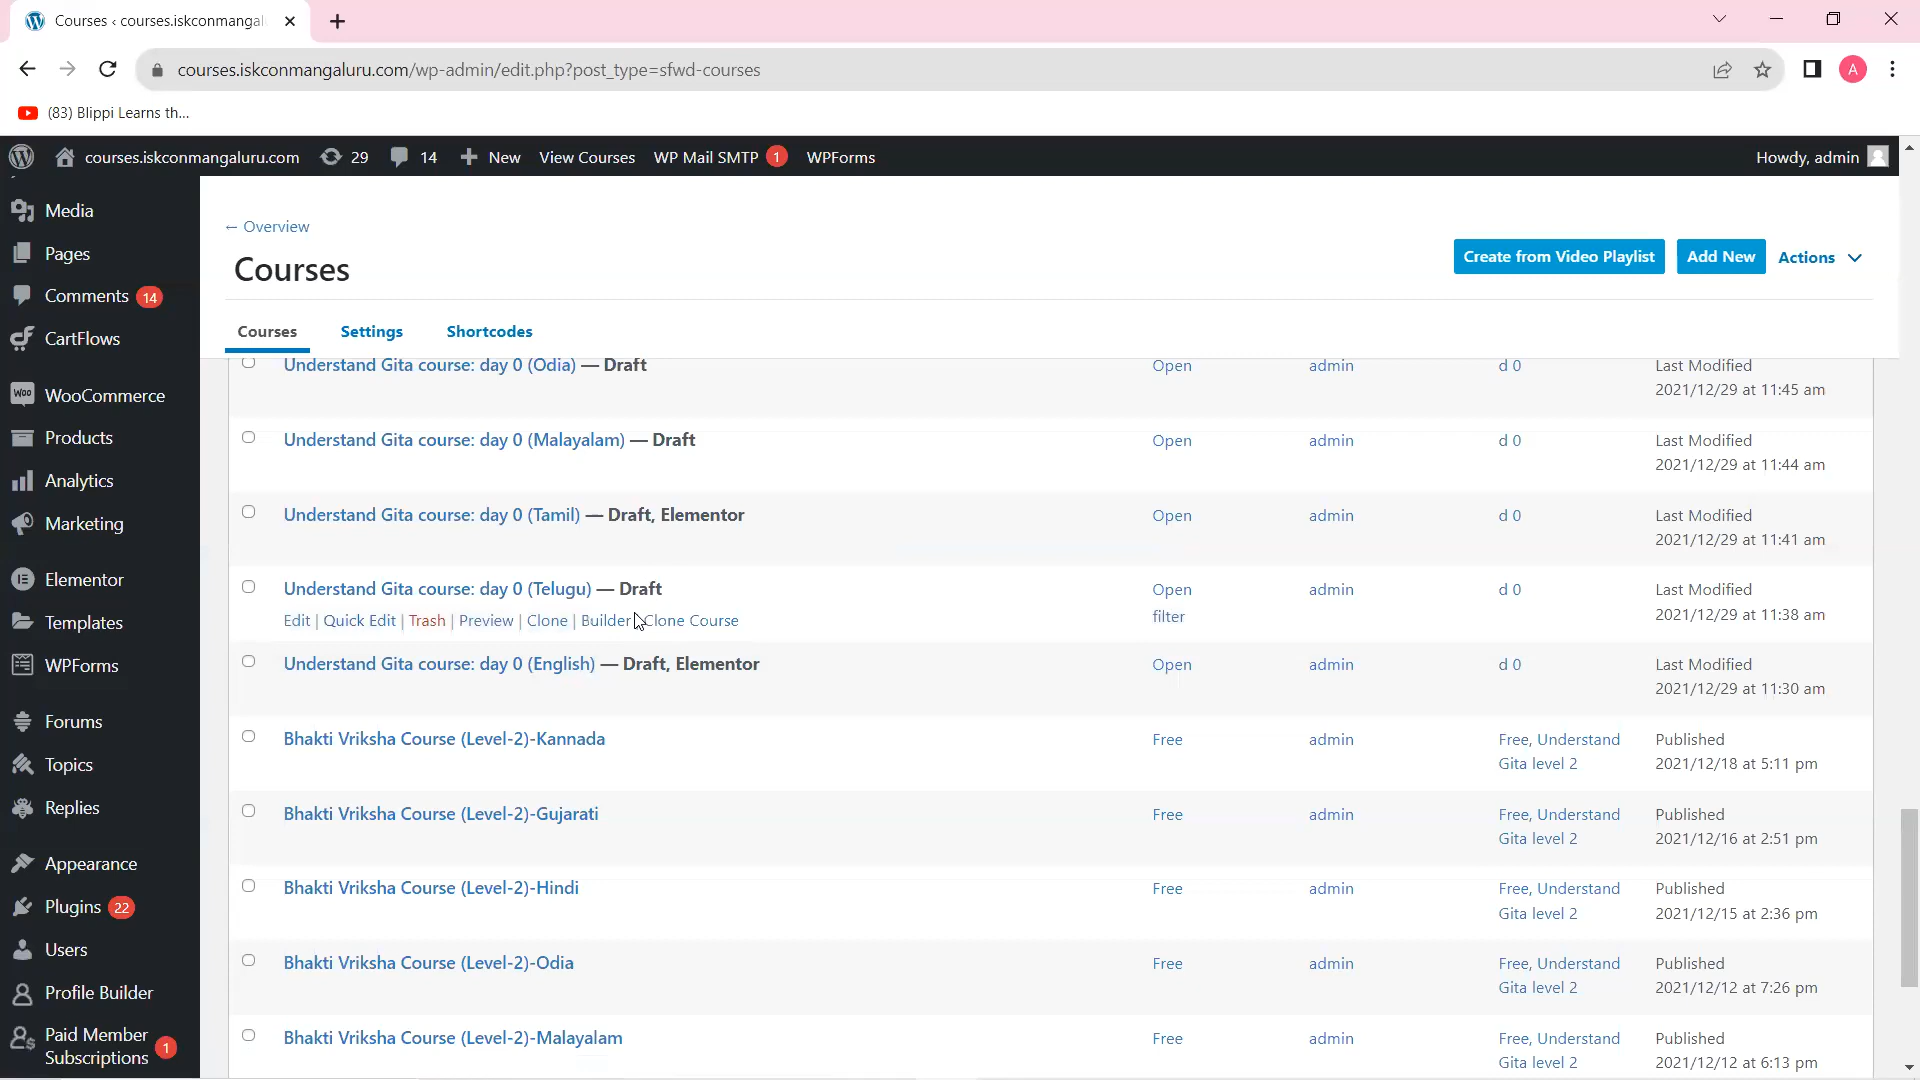 Courses ‹ courses.iskconmangal
courses.iskconmangaluru.com/wp-admin/edit.php?post_type=sfwd-courses
A
(83) Blippi Learns th...
courses.iskconmangaluru.com 29 14 New View Courses WP Mail SMTP 1 WPForms Howdy, admin
Media
Pages
Comments 14
CartFlows
Woo WooCommerce
Products
Analytics
Marketing
Elementor
Templates
WPForms
Forums
Topics
Replies
Appearance
Plugins 22
Users
Profile Builder
Paid Member
Subscriptions 1
← Overview
Courses
Create from Video Playlist Add New Actions
Courses Settings Shortcodes
Understand Gita course: day 0 (Odia) — Draft Open admin d 0 Last Modified
2021/12/29 at 11:45 am
Understand Gita course: day 0 (Malayalam) — Draft Open admin d 0 Last Modified
2021/12/29 at 11:44 am
Understand Gita course: day 0 (Tamil) — Draft, Elementor Open admin d 0 Last Modified
2021/12/29 at 11:41 am
Understand Gita course: day 0 (Telugu) — Draft Open admin d 0 Last Modified
Edit | Quick Edit | Trash | Preview | Clone | Builder Clone Course filter 2021/12/29 at 11:38 am
Understand Gita course: day 0 (English) — Draft, Elementor Open admin d 0 Last Modified
2021/12/29 at 11:30 am
Bhakti Vriksha Course (Level-2)-Kannada Free admin Free, Understand Published
Gita level 2 2021/12/18 at 5:11 pm
Bhakti Vriksha Course (Level-2)-Gujarati Free admin Free, Understand Published
Gita level 2 2021/12/16 at 2:51 pm
Bhakti Vriksha Course (Level-2)-Hindi Free admin Free, Understand Published
Gita level 2 2021/12/15 at 2:36 pm
Bhakti Vriksha Course (Level-2)-Odia Free admin Free, Understand Published
Gita level 2 2021/12/12 at 7:26 pm
Bhakti Vriksha Course (Level-2)-Malayalam Free admin Free, Understand Published
Gita level 2 2021/12/12 at 6:13 pm